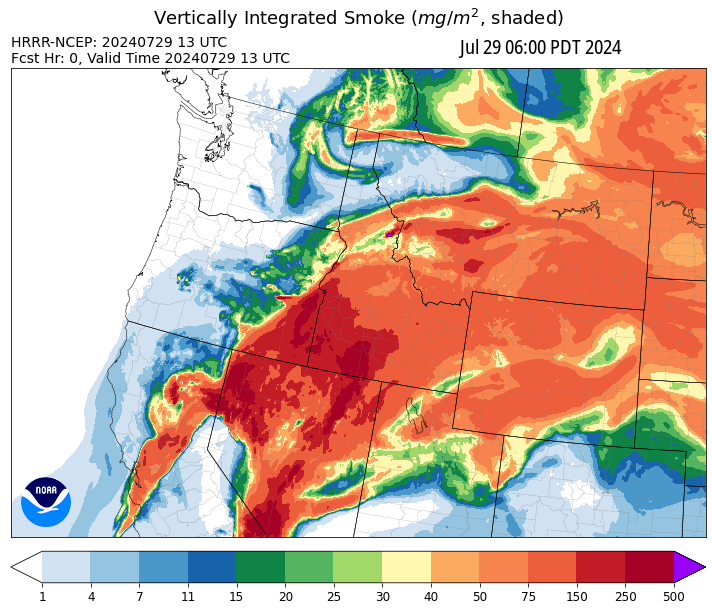 Vertically Integrated Smoke (mg/m², shaded)
HRRR-NCEP: 20240729 13 UTC
Jul 29 06:00 PDT 2024
Fcst Hr: 0, Valid Time 20240729 13 UTC
NOAA
1 4 7 11 15 20 25 30 40 50 75 150 250 500